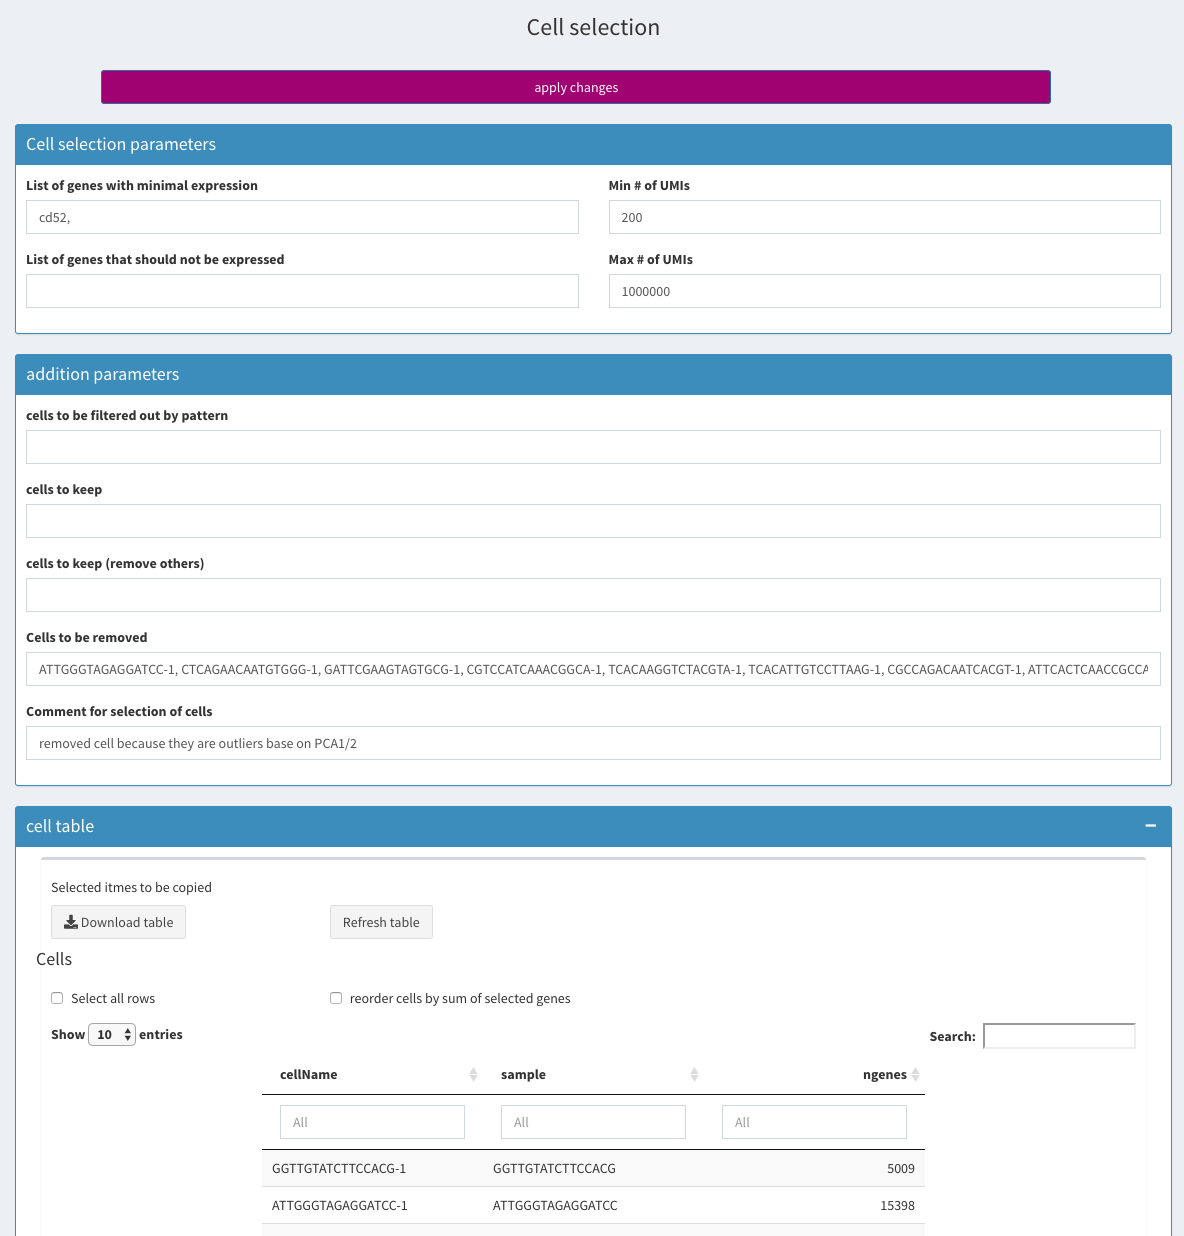 Cell selection
apply changes
Cell selection parameters
List of genes with minimal expression
Min # of UMIs
cd52,
200
List of genes that should not be expressed
Max # of UMIs
1000000
addition parameters
cells to be filtered out by pattern
cells to keep
cells to keep (remove others)
Cells to be removed
ATTGGGTAGAGGATCC-1, CTCAGAACAATGTGGG-1, GATTCGAAGTAGTGCG-1, CGTCCATCAAACGGCA-1, TCACAAGGTCTACGTA-1, TCACATTGTCCTTAAG-1, CGCCAGACAATCACGT-1, ATTCACTCAACCGCCA
Comment for selection of cells
removed cell because they are outliers base on PCA1/2
cell table
Selected itmes to be copied
Download table
Refresh table
Cells
Select all rows
reorder cells by sum of selected genes
Show 10 entries
Search:
cellName sample ngenes
All All All
GGTTGTATCTTCCACG-1 GGTTGTATCTTCCACG 5009
ATTGGGTAGAGGATCC-1 ATTGGGTAGAGGATCC 15398